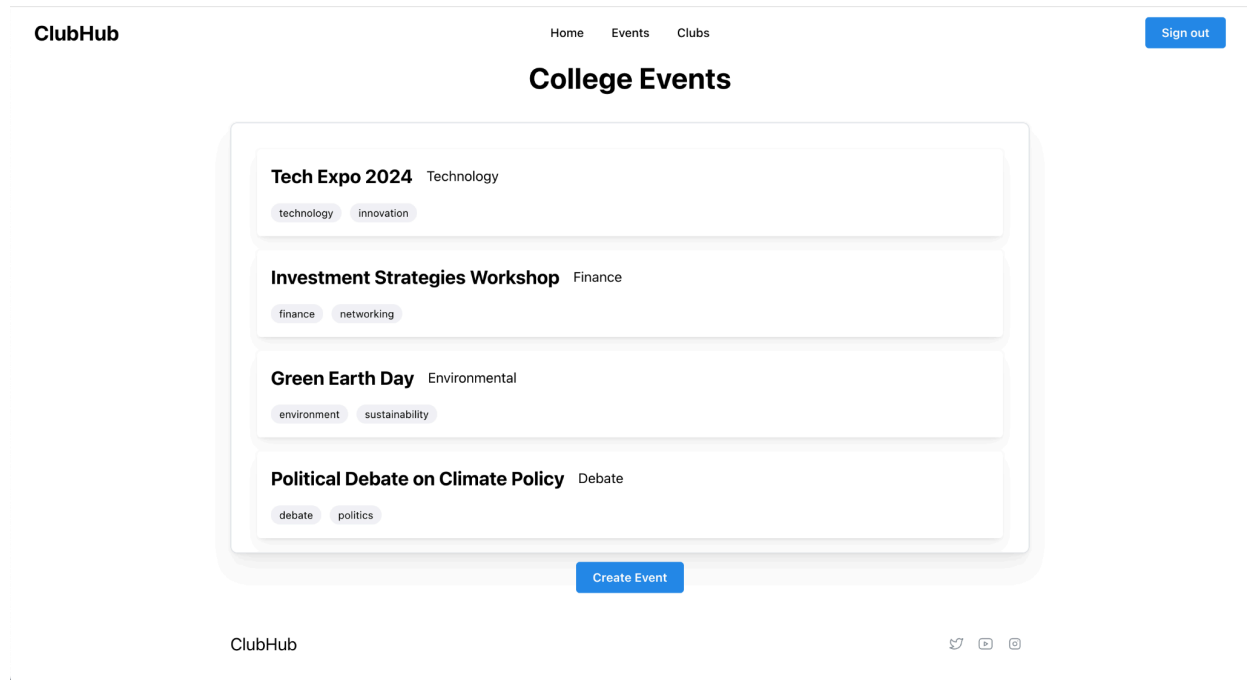 ClubHub Home Events Clubs Sign out
College Events
Tech Expo 2024 Technology
technology innovation
Investment Strategies Workshop Finance
finance networking
Green Earth Day Environmental
environment sustainability
Political Debate on Climate Policy Debate
debate politics
Create Event
ClubHub